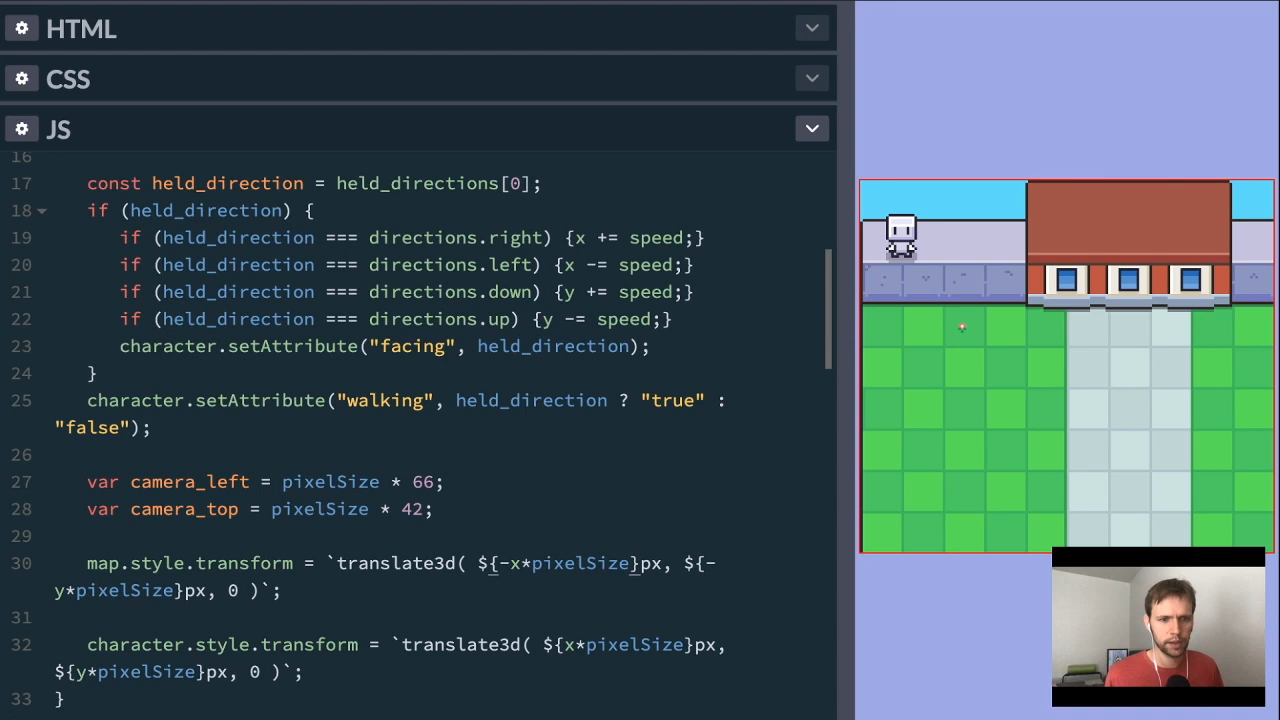 HTML
CSS
JS
16
17 const held_direction = held_directions[0];
18 if (held_direction) {
19 if (held_direction === directions.right) {x += speed;}
20 if (held_direction === directions.left) {x -= speed;}
21 if (held_direction === directions.down) {y += speed;}
22 if (held_direction === directions.up) {y -= speed;}
23 character.setAttribute("facing", held_direction);
24 }
25 character.setAttribute("walking", held_direction ? "true" :
"false");
26
27 var camera_left = pixelSize * 66;
28 var camera_top = pixelSize * 42;
29
30 map.style.transform = `translate3d( ${-x*pixelSize}px, ${-
y*pixelSize}px, 0 )`;
31
32 character.style.transform = `translate3d( ${x*pixelSize}px,
${y*pixelSize}px, 0 )`;
33 }